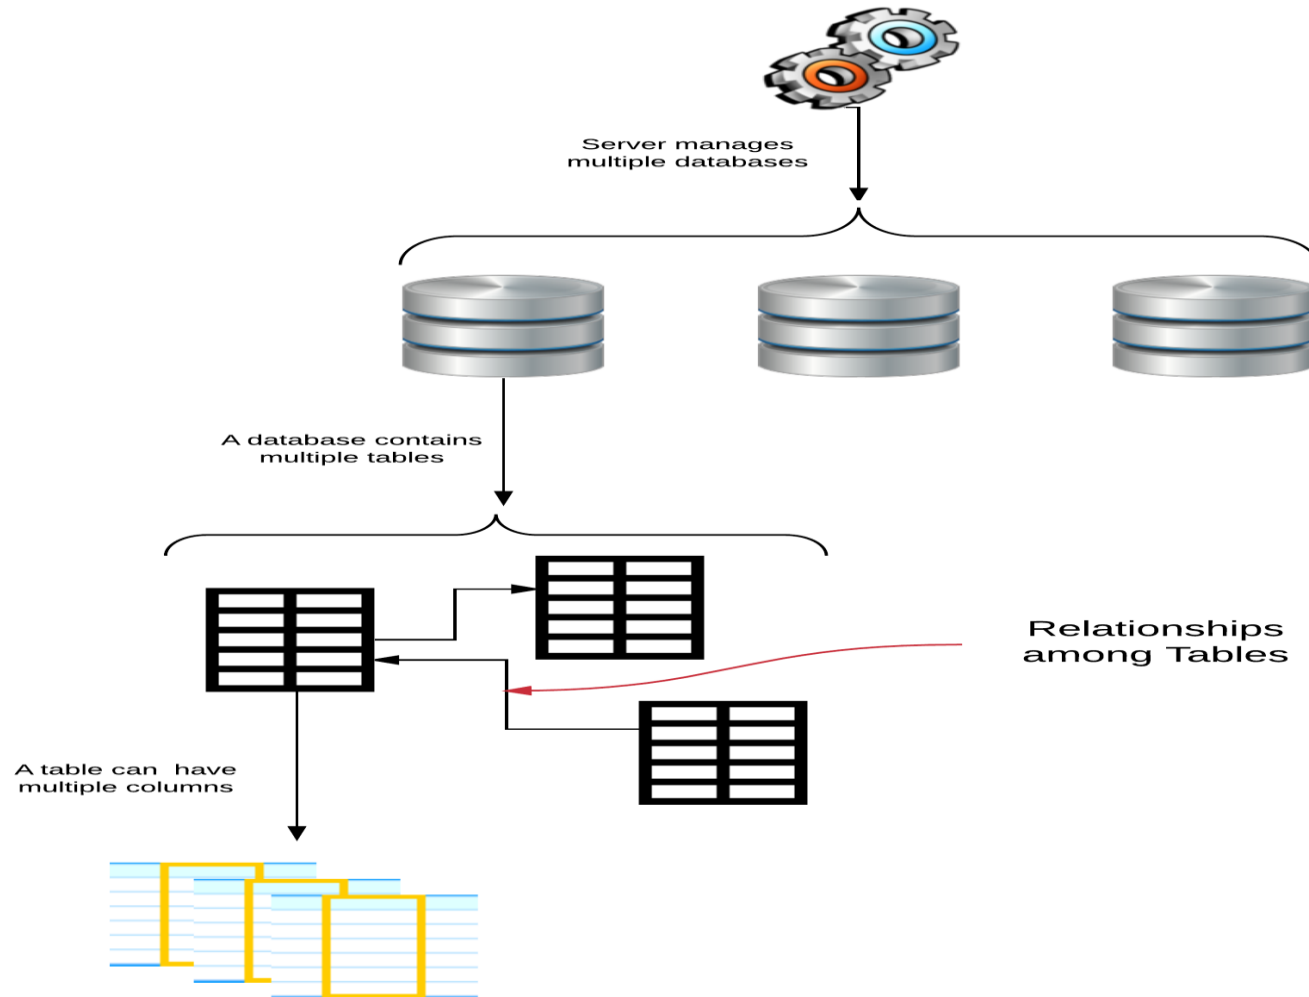 Server manages
multiple databases
A database contains
multiple tables
Relationships
among Tables
A table can  have
multiple columns